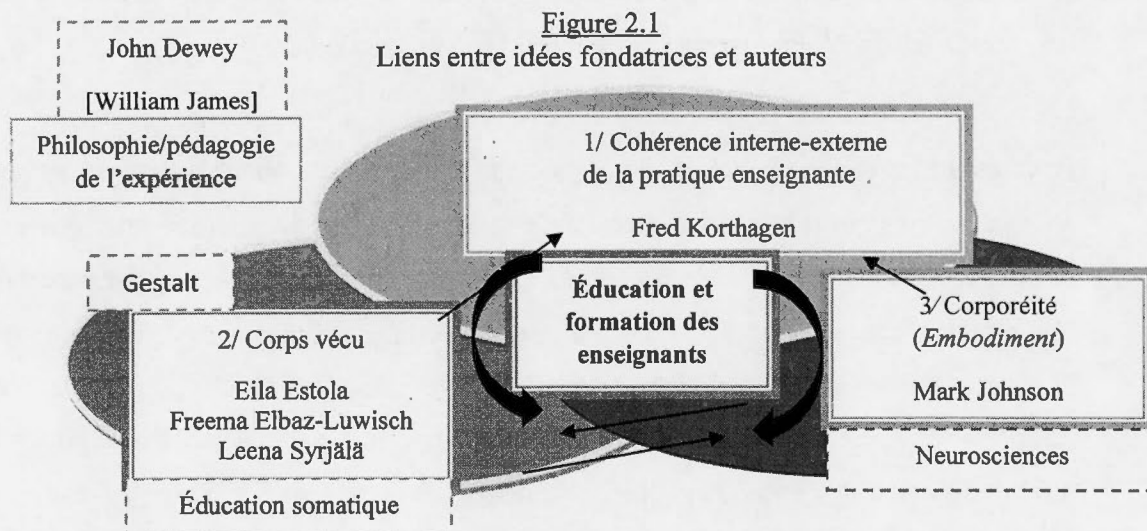 Figure 2.1
Liens entre idées fondatrices et auteurs
John Dewey
[William James]
Philosophie/pédagogie
de l'expérience
1/ Cohérence interne-externe
de la pratique enseignante
Fred Korthagen
Gestalt
2/ Corps vécu
Eila Estola
Freema Elbaz-Luwisch
Leena Syrjälä
Éducation somatique
Éducation et
formation des
enseignants
3/ Corporéité
(Embodiment)
Mark Johnson
Neurosciences